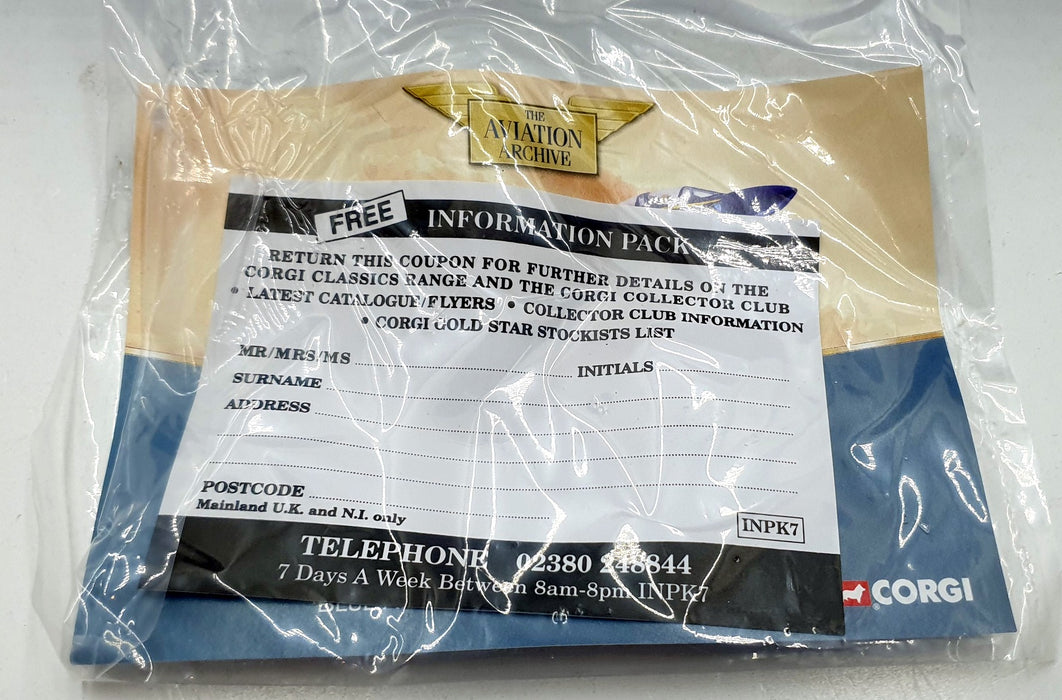 THE
AVIATION
ARCHIVE
FREE INFORMATION PACK
RETURN THIS COUPON FOR FURTHER DETAILS ON THE
CORGI CLASSICS RANGE AND THE CORGI COLLECTOR CLUB
• LATEST CATALOGUE/FLYERS • COLLECTOR CLUB INFORMATION
• CORGI GOLD STAR STOCKISTS LIST
MR/MRS/MS INITIALS
SURNAME
ADDRESS
POSTCODE
Mainland U.K. and N.I. only
INPK7
TELEPHONE 02380 248844
7 Days A Week Between 8am-8pm INPK7
CORGI